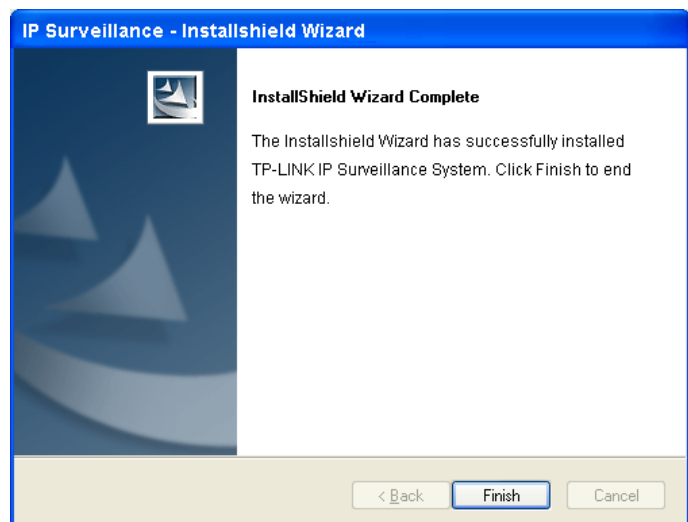 IP Surveillance - Installshield Wizard
InstallShield Wizard Complete
The Installshield Wizard has successfully installed
TP-LINK IP Surveillance System. Click Finish to end
the wizard.
< Back
Finish
Cancel